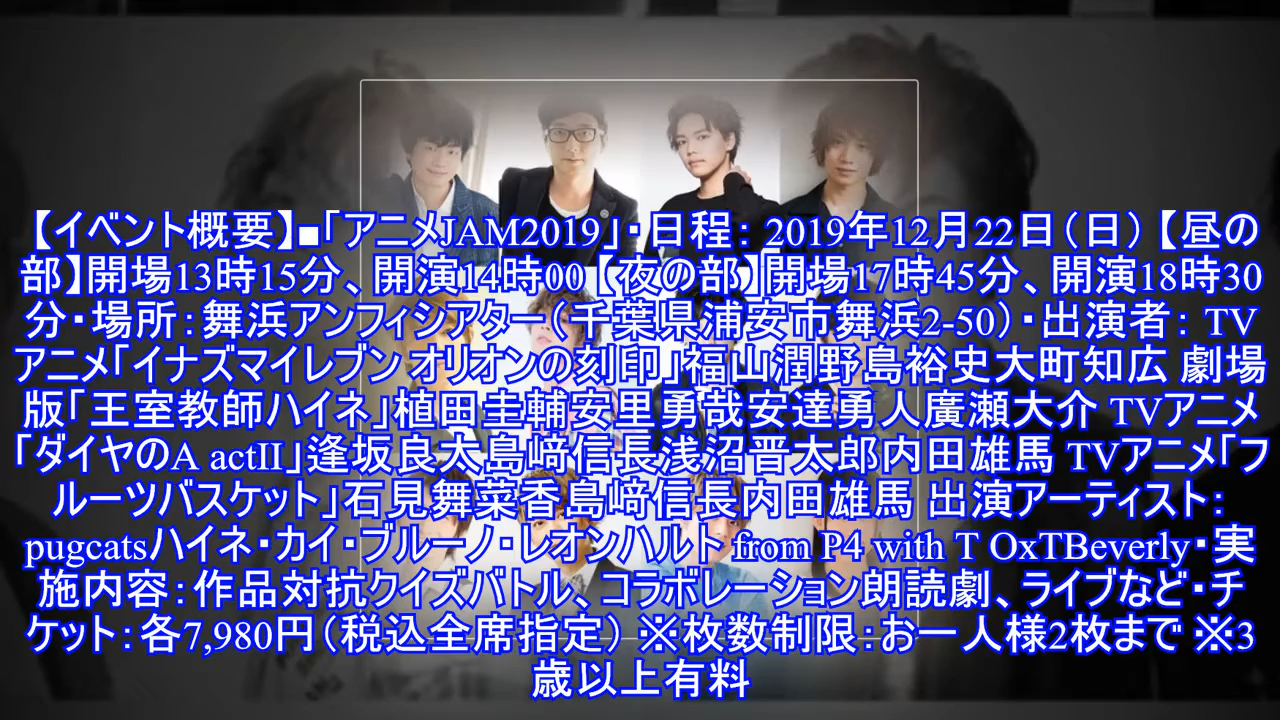 【イベント概要】■「アニメJAM2019」・日程： 2019年12月22日（日）【昼の
部】開場13時15分、開演14時00【夜の部】開場17時45分、開演18時30
分・場所：舞浜アンフィシアター（千葉県浦安市舞浜2-50）・出演者： TV
アニメ「イナズマイレブン オリオンの刻印」福山潤野島裕史大町知広 劇場
版「王室教師ハイネ」植田圭輔安里勇哉安達勇人廣瀬大介 TVアニメ
「ダイヤのA actII」逢坂良太島﨑信長浅沼晋太郎内田雄馬 TVアニメ「フ
ルーツバスケット」石見舞菜香島﨑信長内田雄馬 出演アーティスト：
pugcatsハイネ・カイ・ブルーノ・レオンハルト from P4 with T OxTBeverly・実
施内容：作品対抗クイズバトル、コラボレーション朗読劇、ライブなど・チ
ケット：各7,980円（税込全席指定） ※枚数制限：お一人様2枚まで ※3
歳以上有料